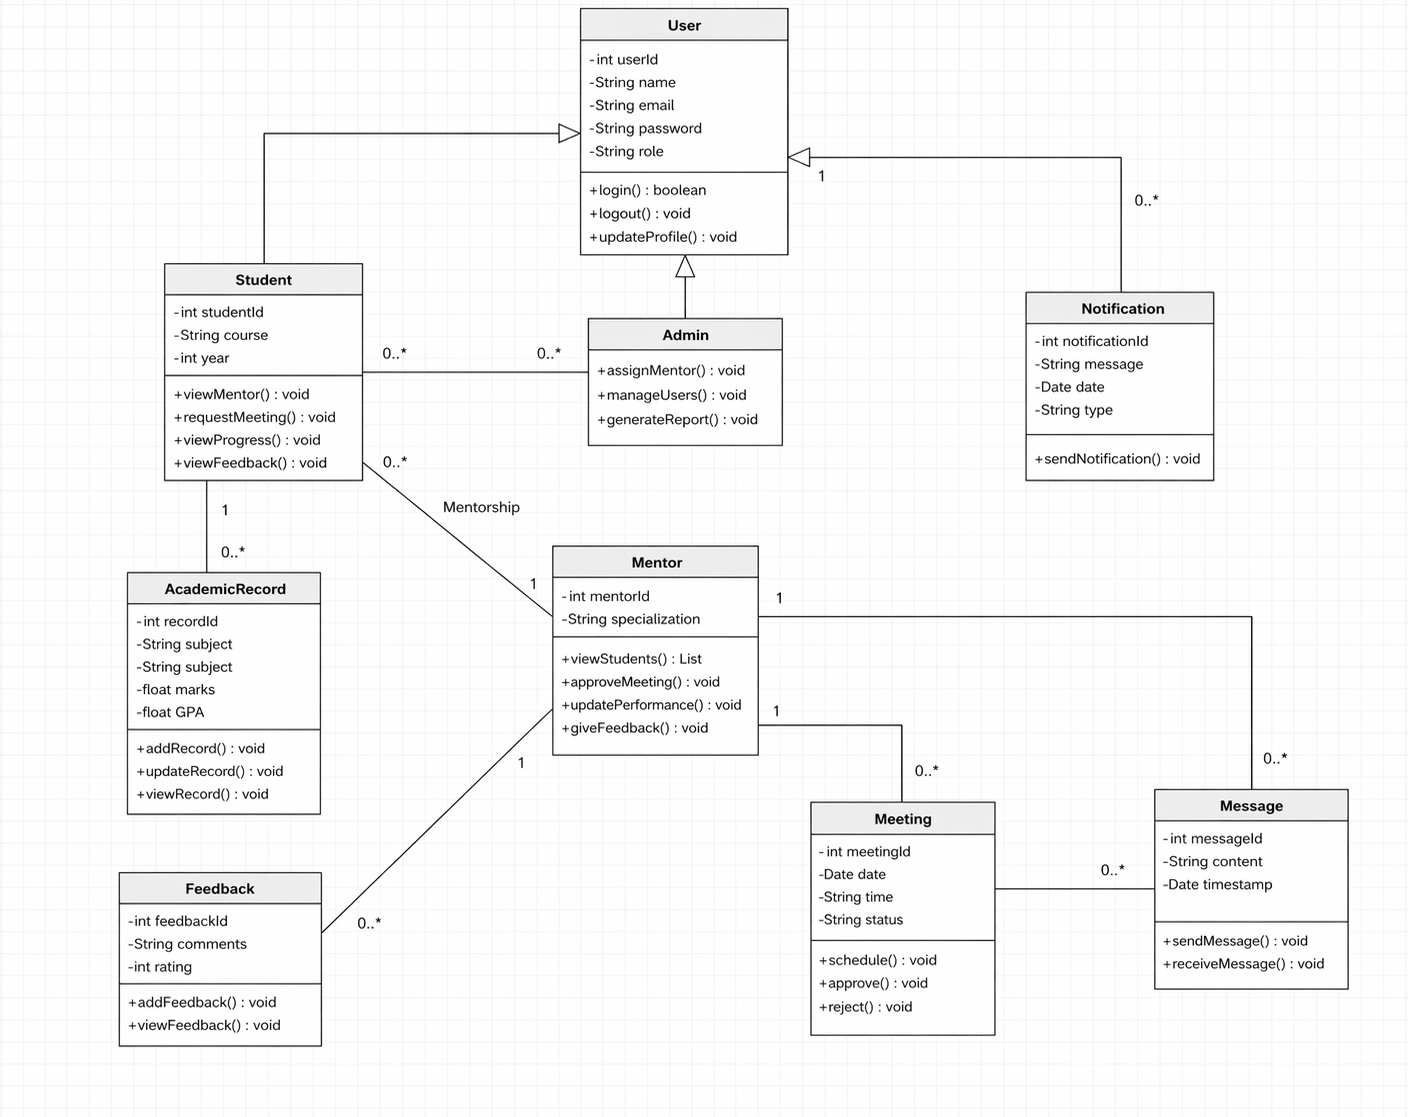 User
-int userId
-String name
-String email
-String password
-String role
+login() : boolean
+logout() : void
+updateProfile() : void
1
0..*
Student
-int studentId
-String course
-int year
+viewMentor() : void
+requestMeeting() : void
+viewProgress() : void
+viewFeedback() : void
0..*
0..*
Admin
+assignMentor() : void
+manageUsers() : void
+generateReport() : void
Notification
-int notificationId
-String message
-Date date
-String type
+sendNotification() : void
0..*
Mentorship
1
1
0..*
AcademicRecord
-int recordId
-String subject
-String subject
-float marks
-float GPA
+addRecord() : void
+updateRecord() : void
+viewRecord() : void
Mentor
-int mentorId
-String specialization
+viewStudents() : List
+approveMeeting() : void
+updatePerformance() : void
+giveFeedback() : void
1
1
1
0..*
0..*
0..*
Feedback
-int feedbackId
-String comments
-int rating
+addFeedback() : void
+viewFeedback() : void
Meeting
-int meetingId
-Date date
-String time
-String status
+schedule() : void
+approve() : void
+reject() : void
0..*
Message
-int messageId
-String content
-Date timestamp
+sendMessage() : void
+receiveMessage() : void